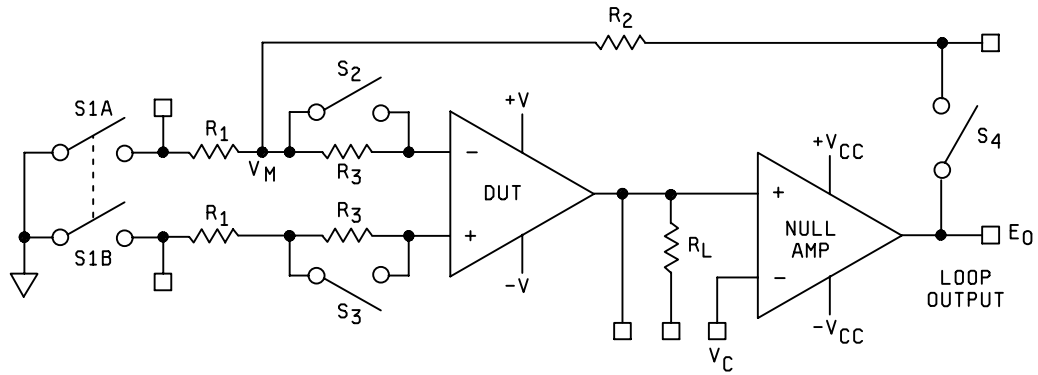 R2
S2
S1A
+V
R1
+VCC
S4
VM
R3
−
DUT
+
NULL
AMP
R1
R3
+
RL
−
E0
S1B
S3
−V
LOOP
OUTPUT
−VCC
VC